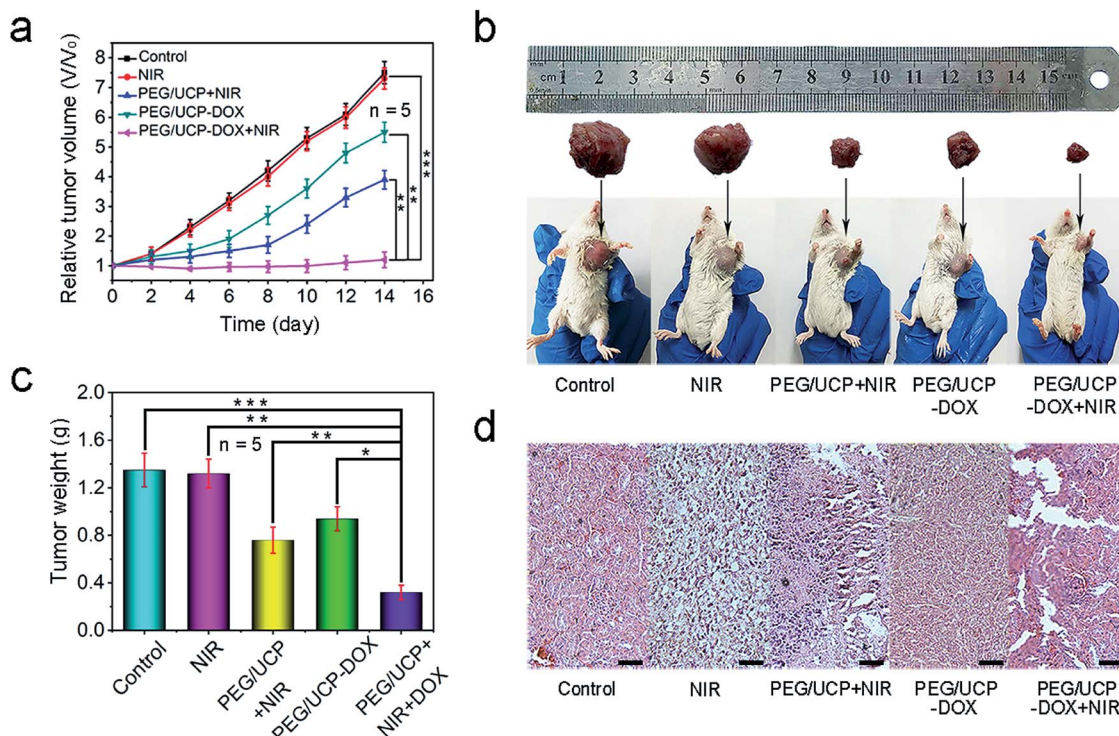 a
Relative tumor volume (V/V₀)
7
6
5
4
3
2
1
0 2 4 6 8 10 12 14 16
Time (day)
Control
NIR
PEG/UCP+NIR
PEG/UCP-DOX
PEG/UCP-DOX+NIR
n = 5
**
**
***
b
mm
cm 1 2 3 4 5 6 7 8 9 10 11 12 13 14 15 cm
0.5mm
Control
NIR
PEG/UCP+NIR
PEG/UCP
-DOX
PEG/UCP
-DOX+NIR
c
Tumor weight (g)
2.0
1.6
1.2
0.8
0.4
0.0
***
**
n = 5
**
*
Control
NIR
PEG/UCP
+NIR
PEG/UCP-DOX
PEG/UCP+
NIR+DOX
d
Control
NIR
PEG/UCP+NIR
PEG/UCP
-DOX
PEG/UCP
-DOX+NIR